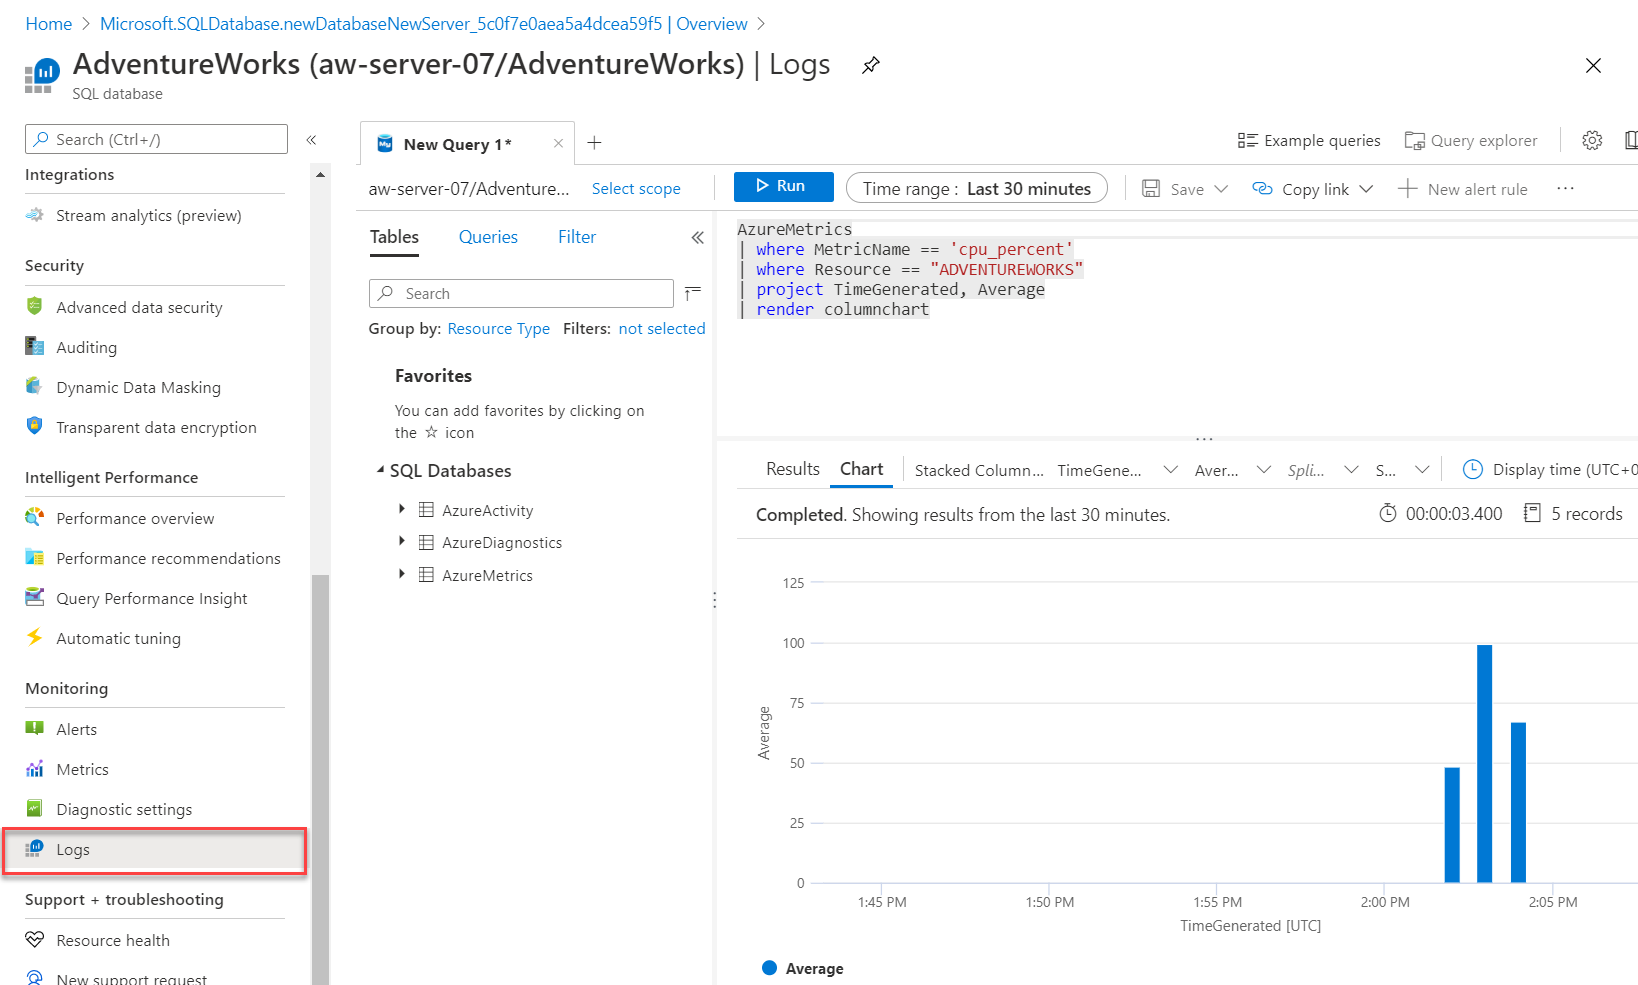 Home > Microsoft.SQLDatabase.newDatabaseNewServer_5c0f7e0aea5a4dcea59f5 | Overview >
AdventureWorks (aw-server-07/AdventureWorks) | Logs
SQL database
Search (Ctrl+/)
Integrations
Stream analytics (preview)
Security
Advanced data security
Auditing
Dynamic Data Masking
Transparent data encryption
Intelligent Performance
Performance overview
Performance recommendations
Query Performance Insight
Automatic tuning
Monitoring
Alerts
Metrics
Diagnostic settings
Logs
Support + troubleshooting
Resource health
New support request
New Query 1*
Example queries
Query explorer
aw-server-07/Adventure...
Select scope
Run
Time range : Last 30 minutes
Save
Copy link
New alert rule
Tables
Queries
Filter
Search
Group by: Resource Type Filters: not selected
Favorites
You can add favorites by clicking on
the ☆ icon
SQL Databases
AzureActivity
AzureDiagnostics
AzureMetrics
AzureMetrics
| where MetricName == 'cpu_percent'
| where Resource == "ADVENTUREWORKS"
| project TimeGenerated, Average
| render columnchart
Results
Chart
Stacked Column...
TimeGene...
Aver...
Spli...
S...
Display time (UTC+0
Completed. Showing results from the last 30 minutes.
00:00:03.400
5 records
125
100
75
50
25
0
Average
1:45 PM
1:50 PM
1:55 PM
2:00 PM
2:05 PM
TimeGenerated [UTC]
Average